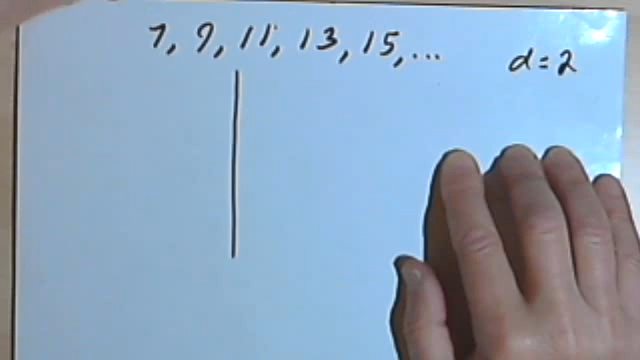 7, 9, 11, 13, 15, ...
d = 2